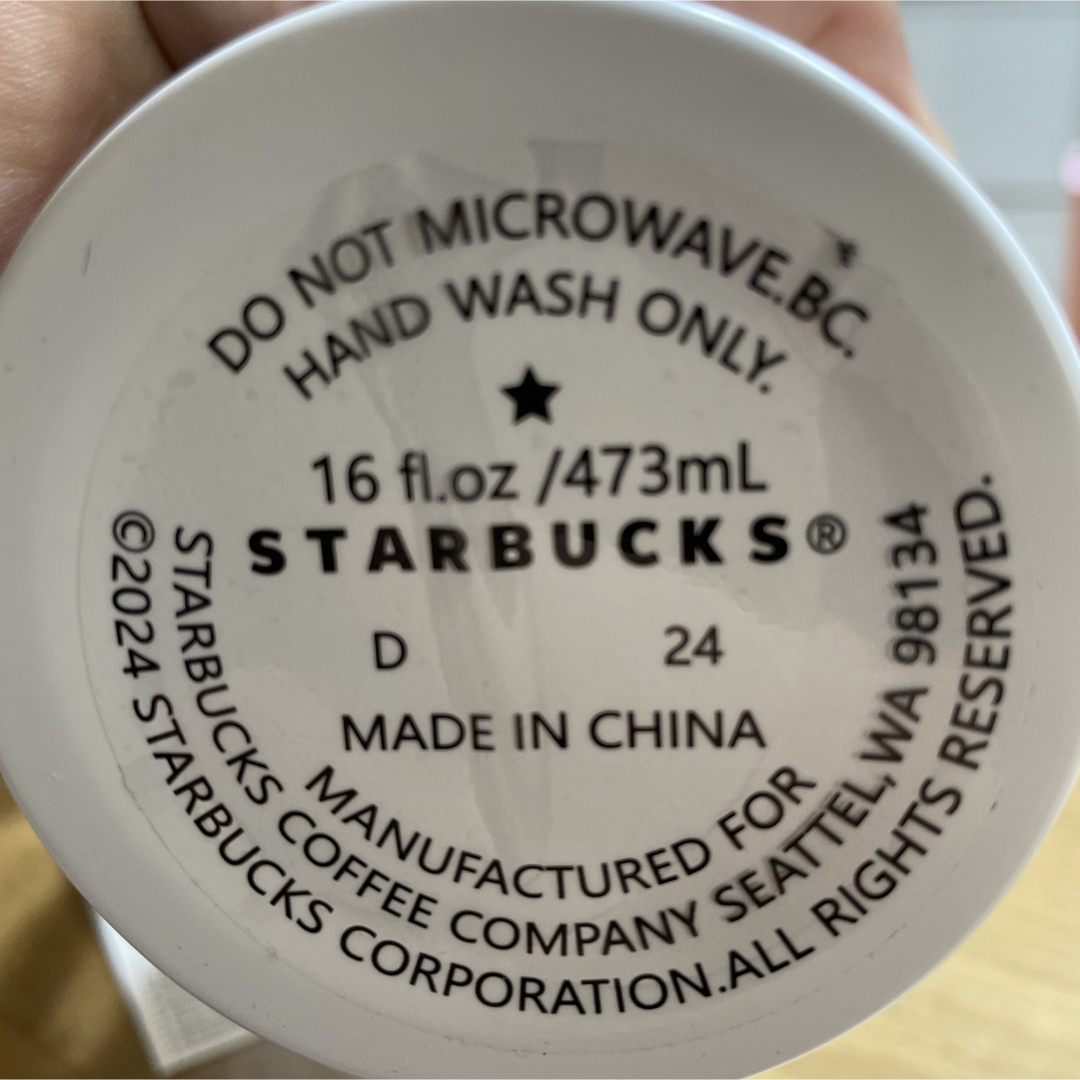 DO NOT MICROWAVE.BC.
HAND WASH ONLY.
16 fl.oz /473mL
STARBUCKS®
D 24
MADE IN CHINA
MANUFACTURED FOR
STARBUCKS COFFEE COMPANY SEATTEL,WA 98134
©2024 STARBUCKS CORPORATION.ALL RIGHTS RESERVED.